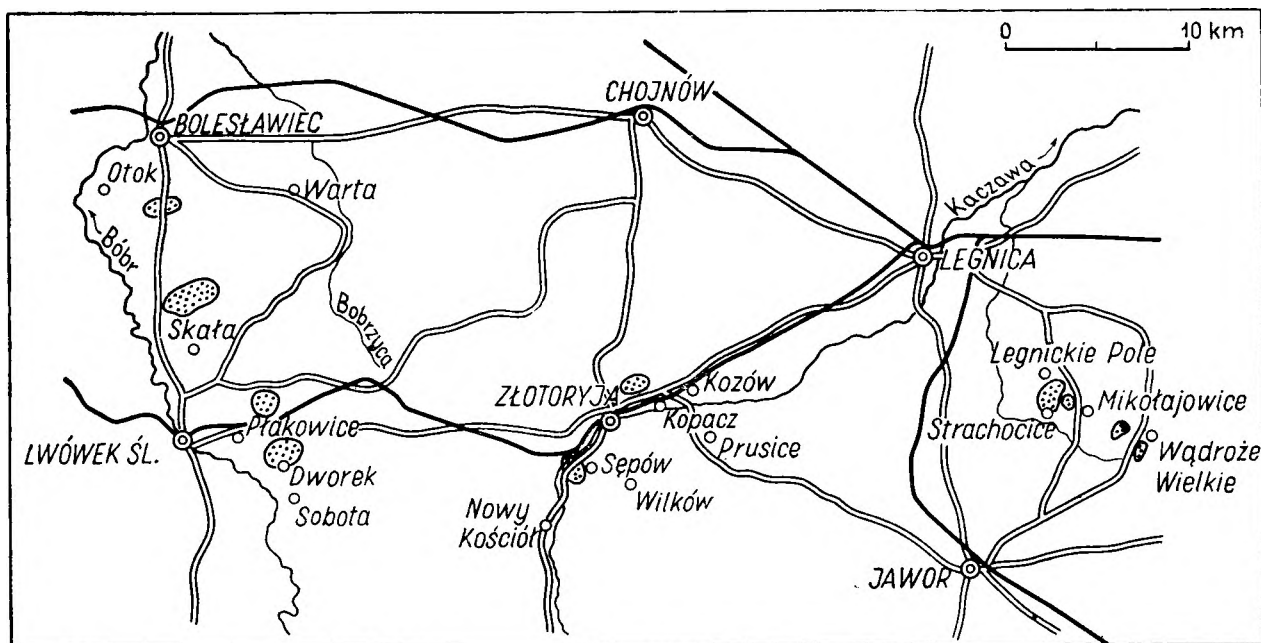 0 10 km
CHOJNÓW
BOLESŁAWIEC
Otok
Warta
Kaczawa
Bóbr
LEGNICA
Skała
Bobrzyca
Legnickie Pole
ZŁOTORYJA
Kozów
Kopacz
Mikołajowice
Strachocice
Płakowice
Prusice
LWÓWEK ŚL.
Dworek
Sępów
Wądroże
Wielkie
Wilków
Sobota
Nowy
Kościół
JAWOR